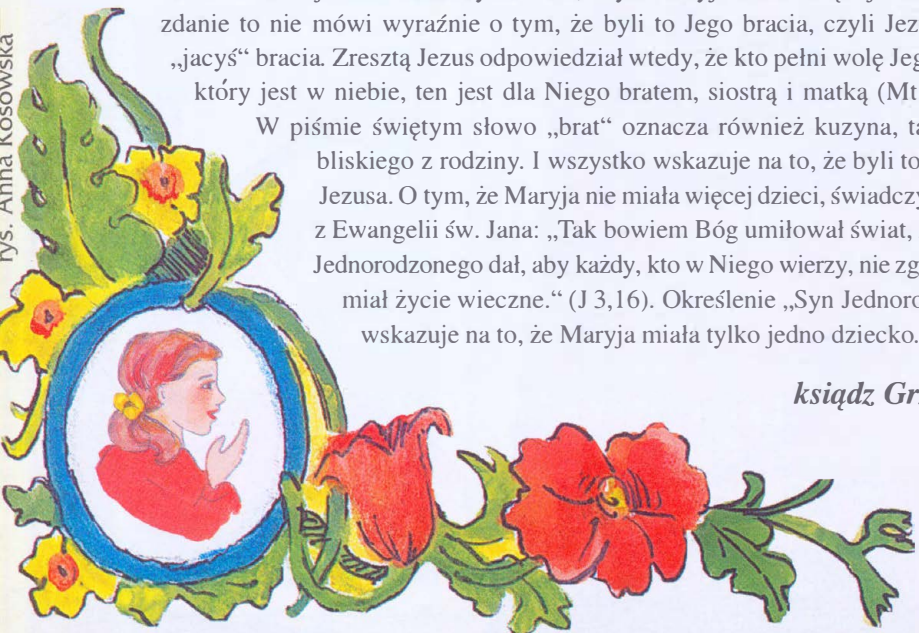 zdanie to nie mówi wyraźnie o tym, że byli to Jego bracia, czyli Jez
„jacyś“ bracia. Zresztą Jezus odpowiedział wtedy, że kto pełni wolę Jeg
który jest w niebie, ten jest dla Niego bratem, siostrą i matką (Mt
W piśmie świętym słowo „brat“ oznacza również kuzyna, ta
bliskiego z rodziny. I wszystko wskazuje na to, że byli to
Jezusa. O tym, że Maryja nie miała więcej dzieci, świadczy
z Ewangelii św. Jana: „Tak bowiem Bóg umiłował świat,
Jednorodzonego dał, aby każdy, kto w Niego wierzy, nie zg
miał życie wieczne.“ (J 3,16). Określenie „Syn Jednoro
wskazuje na to, że Maryja miała tylko jedno dziecko.
ksiądz Gr
rys. Anna Kosowska